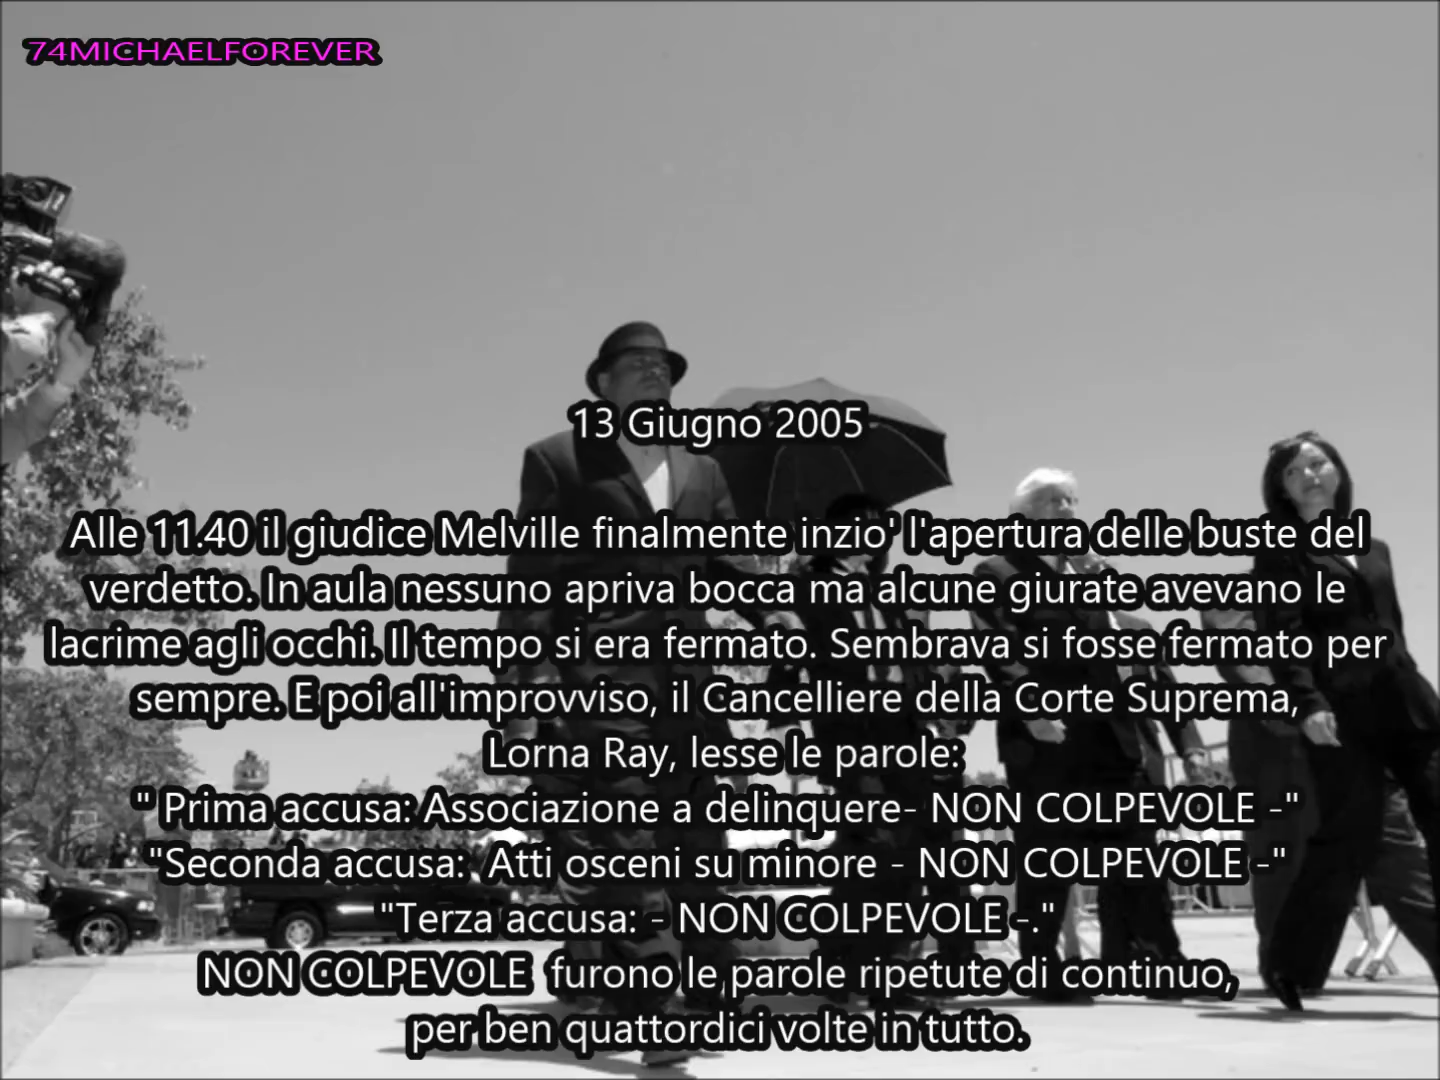 74MICHAELFOREVER
13 Giugno 2005
Alle 11.40 il giudice Melville finalmente inzio' l'apertura delle buste del
verdetto. In aula nessuno apriva bocca ma alcune giurate avevano le
lacrime agli occhi. Il tempo si era fermato. Sembrava si fosse fermato per
sempre. E poi all'improvviso, il Cancelliere della Corte Suprema,
Lorna Ray, lesse le parole:
" Prima accusa: Associazione a delinquere- NON COLPEVOLE -"
"Seconda accusa:  Atti osceni su minore - NON COLPEVOLE -"
"Terza accusa: - NON COLPEVOLE -."
NON COLPEVOLE  furono le parole ripetute di continuo,
per ben quattordici volte in tutto.